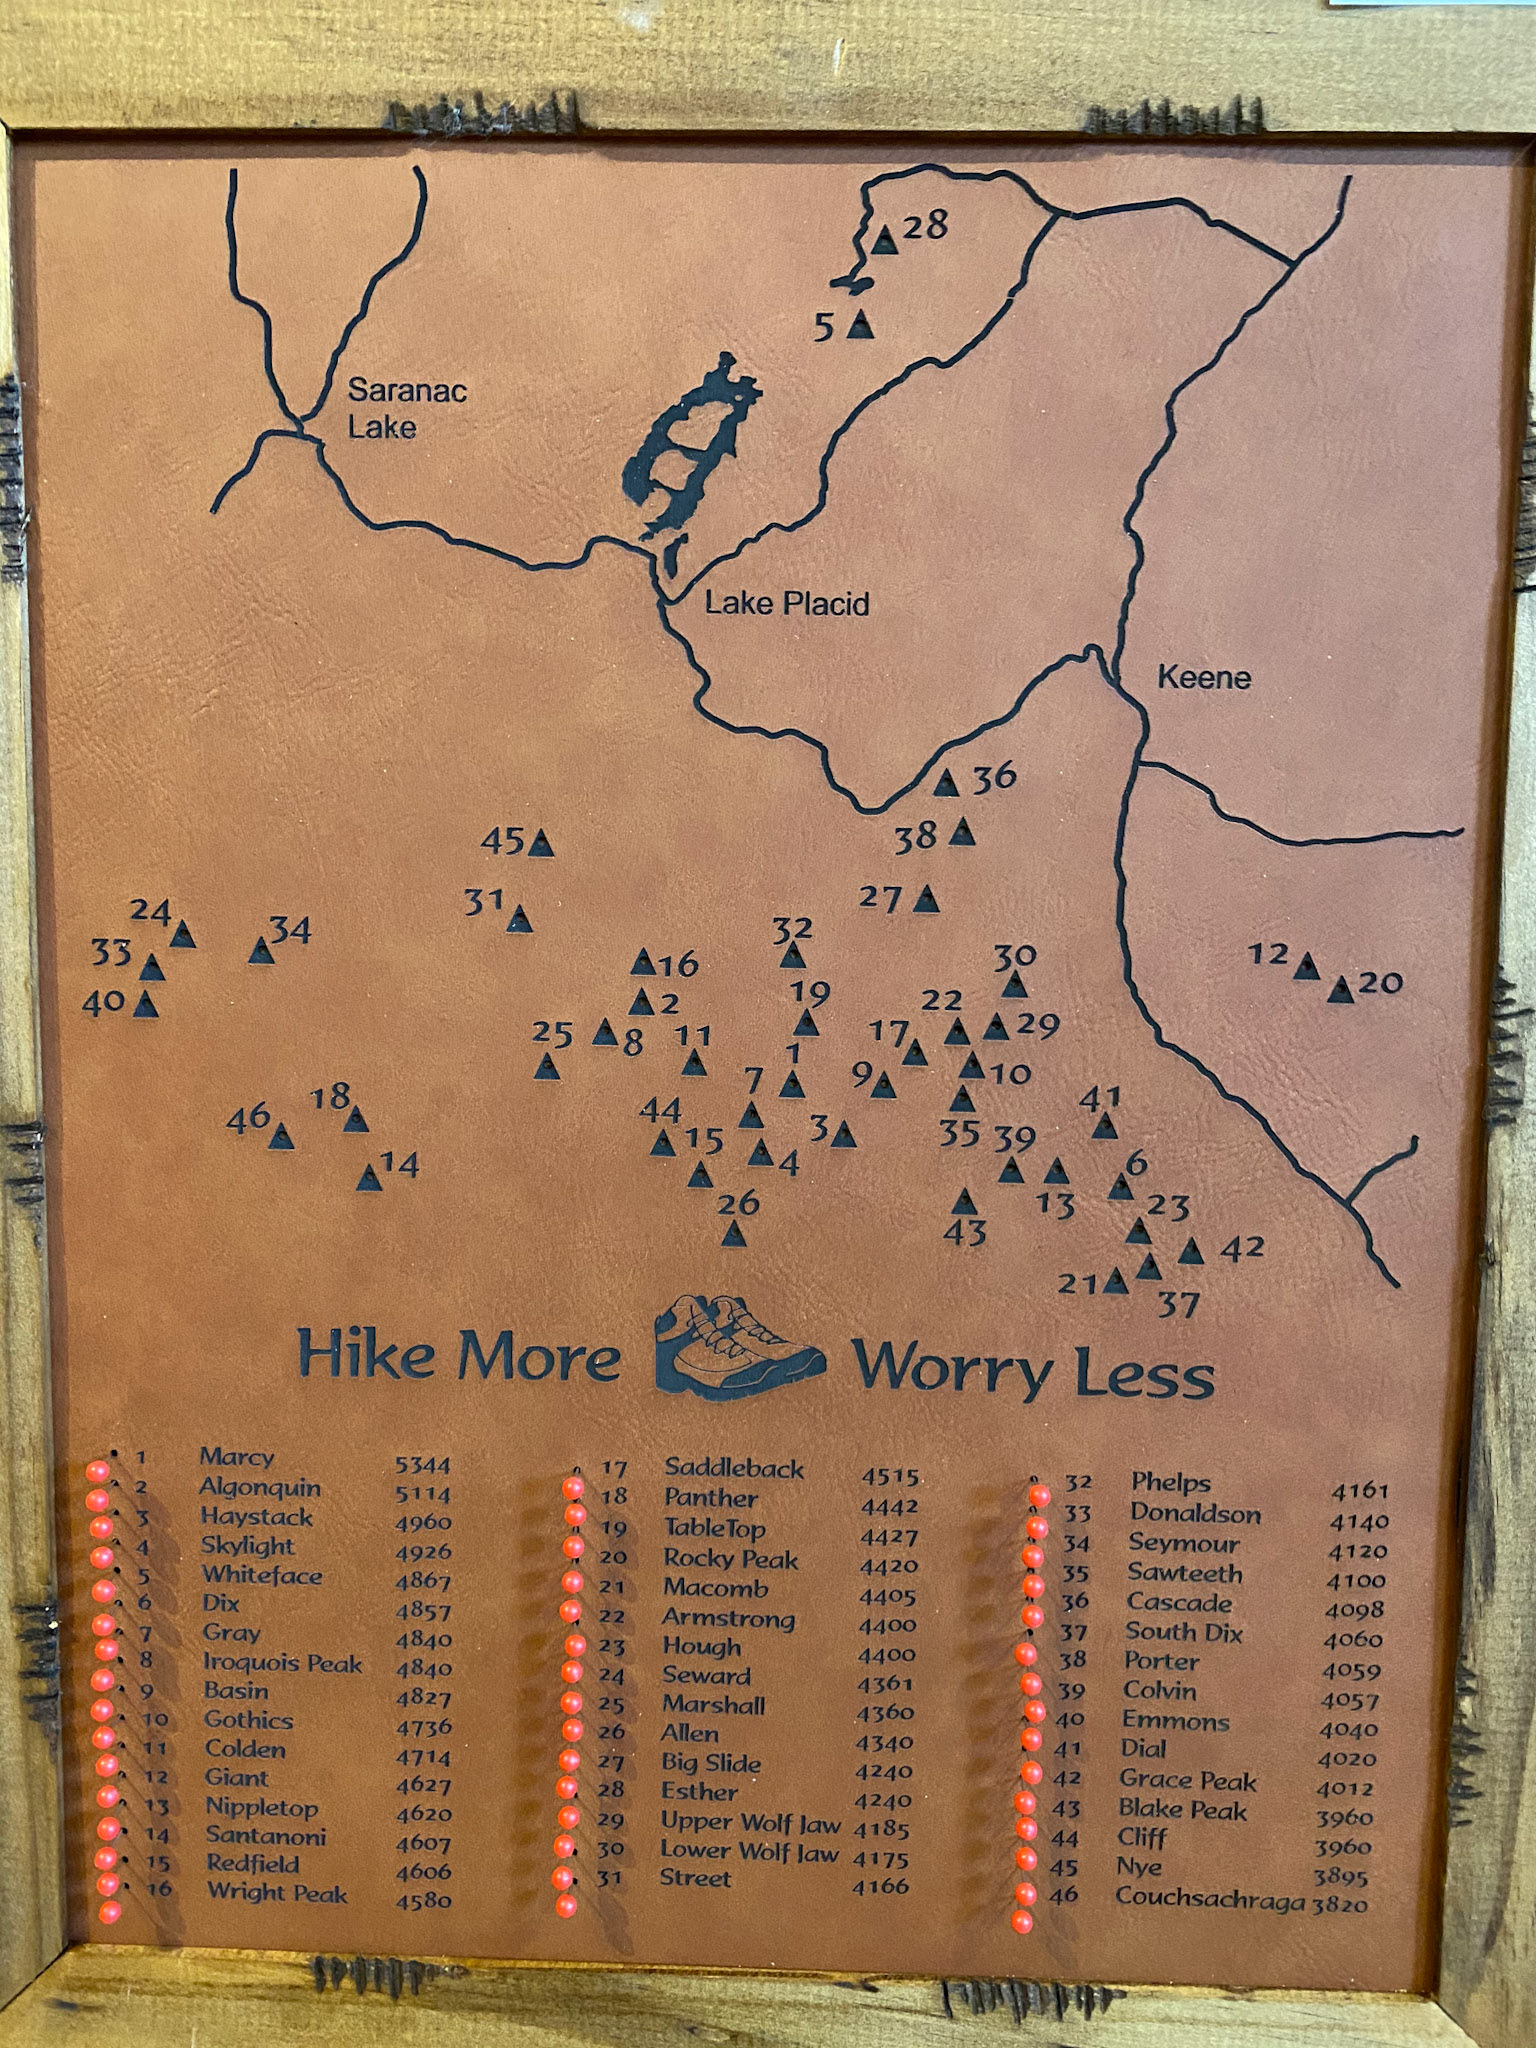 28
5
Saranac
Lake
Lake Placid
Keene
36
45
38
31
27
24
34
32
33
16
30
12
20
40
2
19
22
29
25
8
11
17
1
10
7
9
18
44
41
46
15
3
35
39
14
4
6
26
13
23
43
42
21
37
Hike More Worry Less
1 Marcy 5344
2 Algonquin 5114
3 Haystack 4960
4 Skylight 4926
5 Whiteface 4867
6 Dix 4857
7 Gray 4840
8 Iroquois Peak 4840
9 Basin 4827
10 Gothics 4736
11 Colden 4714
12 Giant 4627
13 Nippletop 4620
14 Santanoni 4607
15 Redfield 4606
16 Wright Peak 4580
17 Saddleback 4515
18 Panther 4442
19 TableTop 4427
20 Rocky Peak 4420
21 Macomb 4405
22 Armstrong 4400
23 Hough 4400
24 Seward 4361
25 Marshall 4360
26 Allen 4340
27 Big Slide 4240
28 Esther 4240
29 Upper Wolf Jaw 4185
30 Lower Wolf Jaw 4175
31 Street 4166
32 Phelps 4161
33 Donaldson 4140
34 Seymour 4120
35 Sawteeth 4100
36 Cascade 4098
37 South Dix 4060
38 Porter 4059
39 Colvin 4057
40 Emmons 4040
41 Dial 4020
42 Grace Peak 4012
43 Blake Peak 3960
44 Cliff 3960
45 Nye 3895
46 Couchsachraga 3820